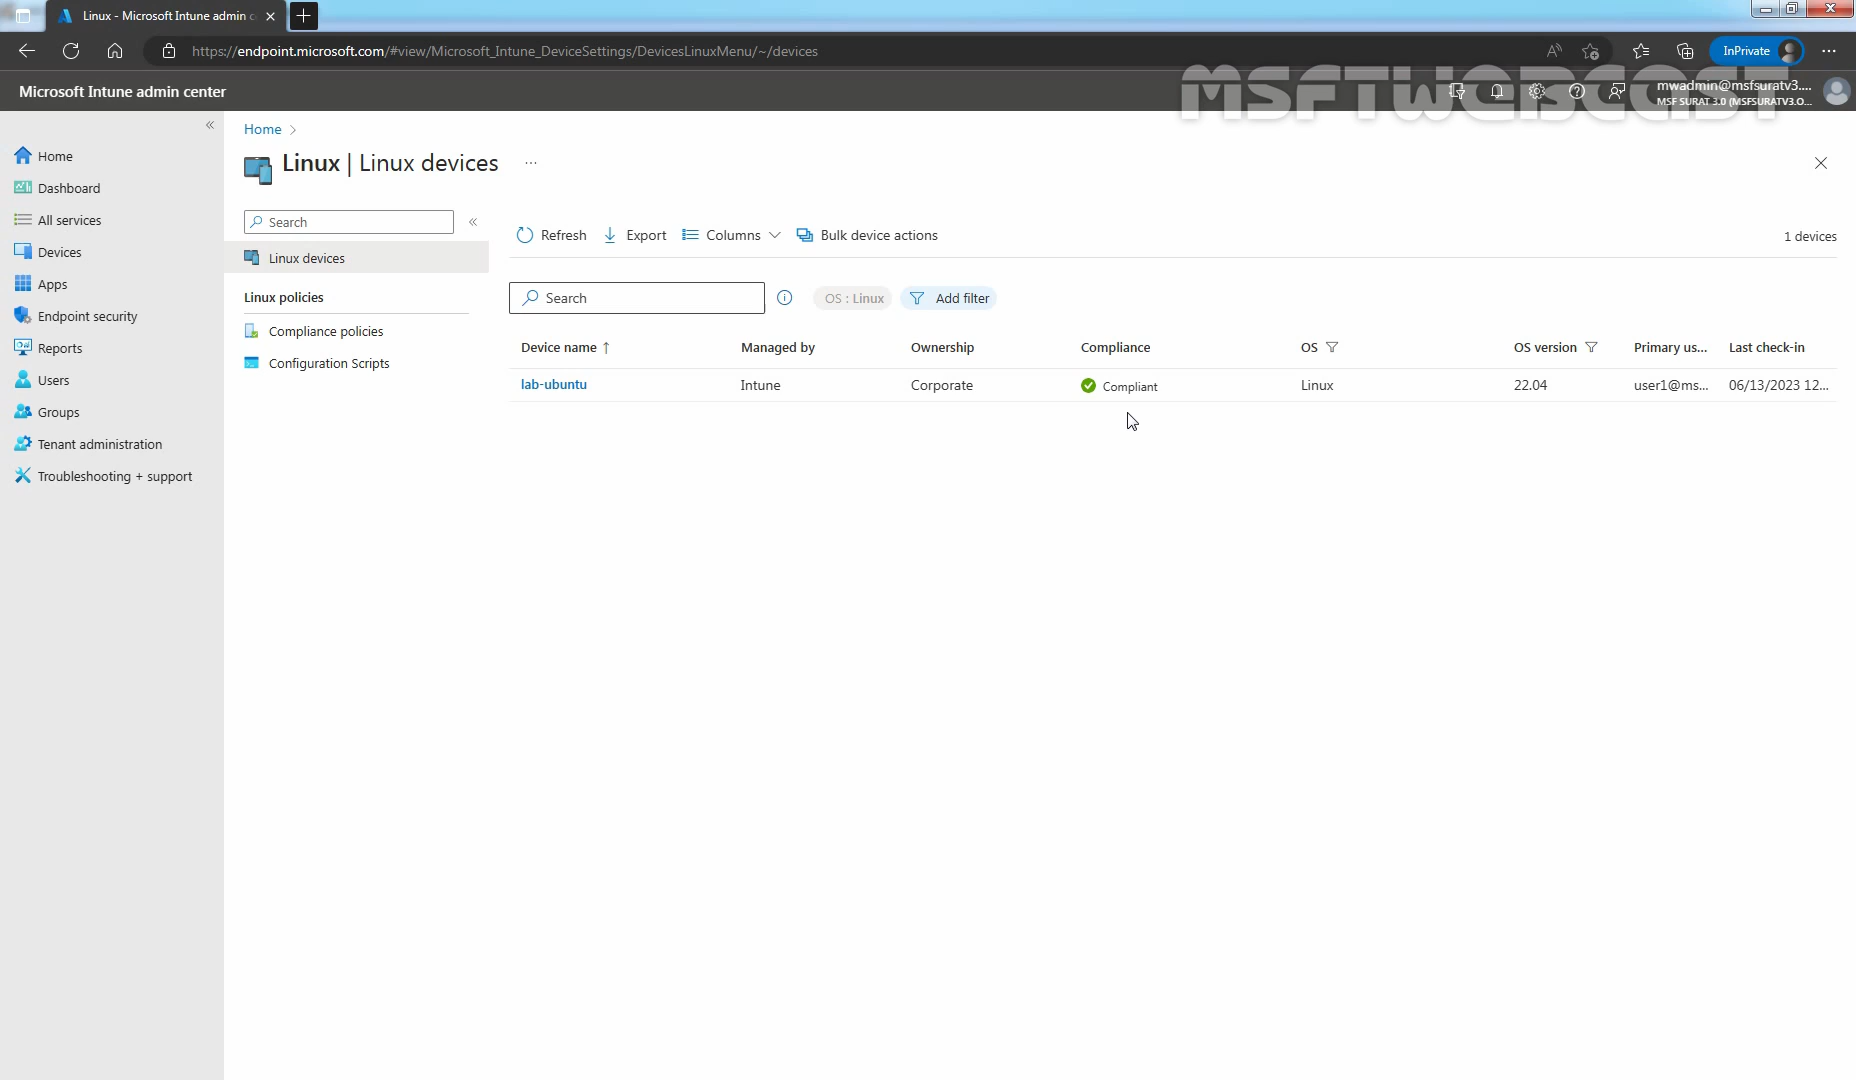 Linux - Microsoft Intune admin c
https://endpoint.microsoft.com/#view/Microsoft_Intune_DeviceSettings/DevicesLinuxMenu/~/devices
InPrivate
Microsoft Intune admin center
MSFTWEBCAST
mwadmin@msfsuratv3....
MSF SURAT 3.0 (MSFSURATV3.O...
Home
Dashboard
All services
Devices
Apps
Endpoint security
Reports
Users
Groups
Tenant administration
Troubleshooting + support
Home
Linux | Linux devices
Search
Linux devices
Linux policies
Compliance policies
Configuration Scripts
Refresh Export Columns Bulk device actions 1 devices
Search OS : Linux Add filter
Device name ↑ Managed by Ownership Compliance OS OS version Primary us... Last check-in
lab-ubuntu Intune Corporate Compliant Linux 22.04 user1@ms... 06/13/2023 12...